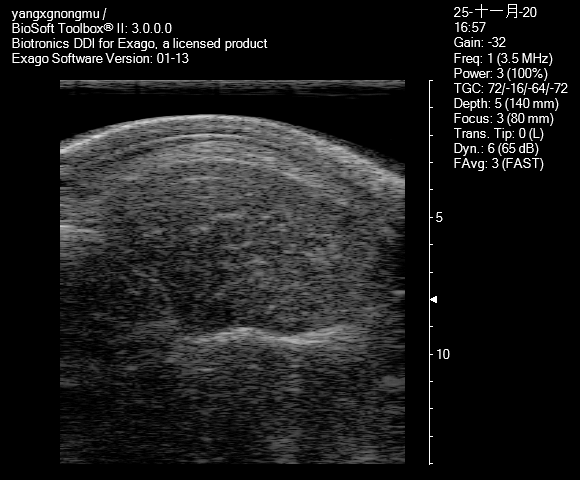 yangxgnongmu /
BioSoft Toolbox® II: 3.0.0.0
Biotronics DDI for Exago, a licensed product
Exago Software Version: 01-13
25-十一月-20
16:57
Gain: -32
Freq: 1 (3.5 MHz)
Power: 3 (100%)
TGC: 72/-16/-64/-72
Depth: 5 (140 mm)
Focus: 3 (80 mm)
Trans. Tip: 0 (L)
Dyn.: 6 (65 dB)
FAvg: 3 (FAST)
5
10